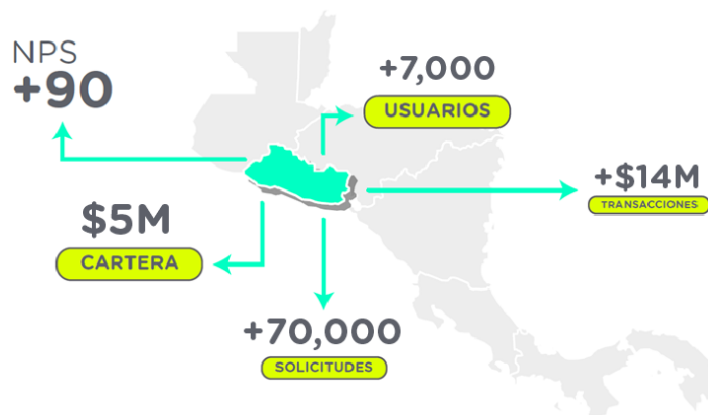 NPS
+90
+7,000
USUARIOS
+$14M
TRANSACCIONES
$5M
CARTERA
+70,000
SOLICITUDES